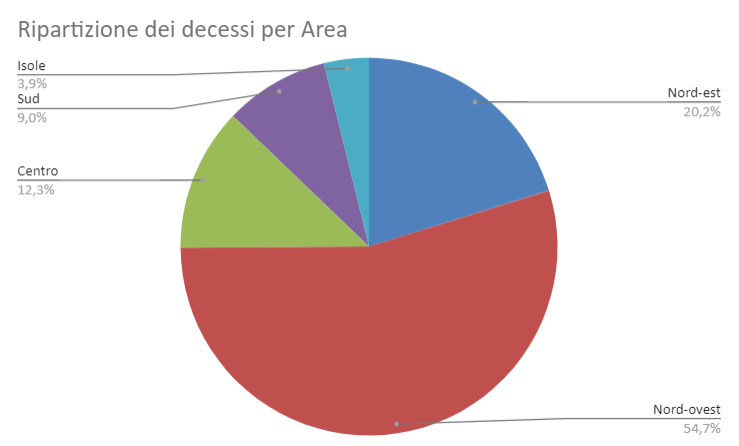 Ripartizione dei decessi per Area
Isole
3,9%
Sud
9,0%
Centro
12,3%
Nord-est
20,2%
Nord-ovest
54,7%